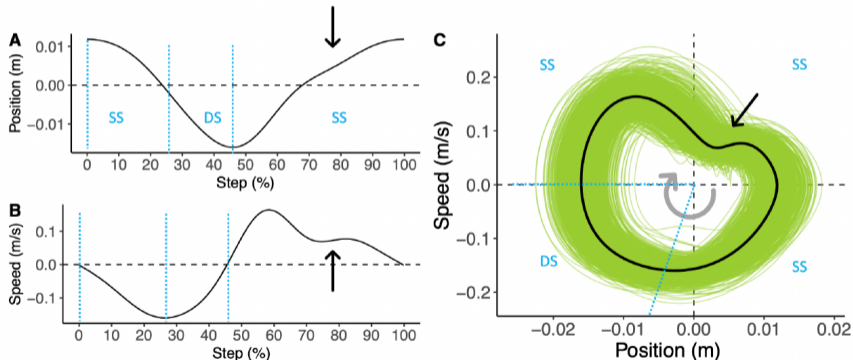 A
Position (m)
0.01
0.00
−0.01
SS
DS
SS
0 10 20 30 40 50 60 70 80 90 100
Step (%)
B
Speed (m/s)
0.1
0.0
−0.1
0 10 20 30 40 50 60 70 80 90 100
Step (%)
C
Speed (m/s)
0.2
0.1
0.0
−0.1
−0.2
SS
SS
DS
SS
−0.02 −0.01 0.00 0.01 0.02
Position (m)